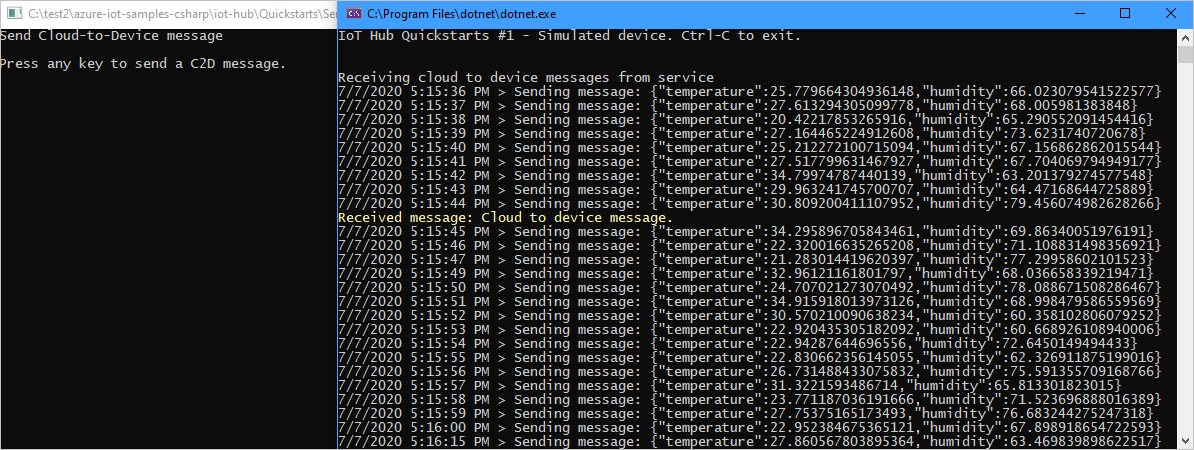 C:\test2\azure-iot-samples-csharp\iot-hub\Quickstarts\Se
Send Cloud-to-Device message
Press any key to send a C2D message.
C:\Program Files\dotnet\dotnet.exe
IoT Hub Quickstarts #1 - Simulated device. Ctrl-C to exit.
Receiving cloud to device messages from service
7/7/2020 5:15:36 PM > Sending message: {"temperature":25.779664304936148,"humidity":66.023079541522577}
7/7/2020 5:15:37 PM > Sending message: {"temperature":27.613294305099778,"humidity":68.005981383848}
7/7/2020 5:15:38 PM > Sending message: {"temperature":20.42217853265916,"humidity":65.290552091454416}
7/7/2020 5:15:39 PM > Sending message: {"temperature":27.164465224912608,"humidity":73.6231740720678}
7/7/2020 5:15:40 PM > Sending message: {"temperature":25.212272100715094,"humidity":67.156862862015544}
7/7/2020 5:15:41 PM > Sending message: {"temperature":27.517799631467927,"humidity":67.704069794949177}
7/7/2020 5:15:42 PM > Sending message: {"temperature":34.79974787440139,"humidity":63.201379274577548}
7/7/2020 5:15:43 PM > Sending message: {"temperature":29.963241745700707,"humidity":64.47168644725889}
7/7/2020 5:15:44 PM > Sending message: {"temperature":30.809200411107952,"humidity":79.456074982628266}
Received message: Cloud to device message.
7/7/2020 5:15:45 PM > Sending message: {"temperature":34.295896705843461,"humidity":69.86340051976191}
7/7/2020 5:15:46 PM > Sending message: {"temperature":22.320016635265208,"humidity":71.108831498356921}
7/7/2020 5:15:47 PM > Sending message: {"temperature":21.283014419620397,"humidity":77.29958602101523}
7/7/2020 5:15:49 PM > Sending message: {"temperature":32.96121161801797,"humidity":68.036658339219471}
7/7/2020 5:15:50 PM > Sending message: {"temperature":24.707021273070492,"humidity":78.088671508286467}
7/7/2020 5:15:51 PM > Sending message: {"temperature":34.915918013973126,"humidity":68.998479586559569}
7/7/2020 5:15:52 PM > Sending message: {"temperature":30.570210090638234,"humidity":60.358102806079252}
7/7/2020 5:15:53 PM > Sending message: {"temperature":22.920435305182092,"humidity":60.668926108940006}
7/7/2020 5:15:54 PM > Sending message: {"temperature":22.94287644696556,"humidity":72.6450149494433}
7/7/2020 5:15:55 PM > Sending message: {"temperature":22.830662356145055,"humidity":62.326911875199016}
7/7/2020 5:15:56 PM > Sending message: {"temperature":26.731488433075832,"humidity":75.591355709168766}
7/7/2020 5:15:57 PM > Sending message: {"temperature":31.3221593486714,"humidity":65.813301823015}
7/7/2020 5:15:58 PM > Sending message: {"temperature":23.771187036191666,"humidity":71.523696888016389}
7/7/2020 5:15:59 PM > Sending message: {"temperature":27.75375165173493,"humidity":76.683244275247318}
7/7/2020 5:16:00 PM > Sending message: {"temperature":22.952384675365121,"humidity":67.898918654722593}
7/7/2020 5:16:15 PM > Sending message: {"temperature":27.860567803895364,"humidity":63.469839898622517}